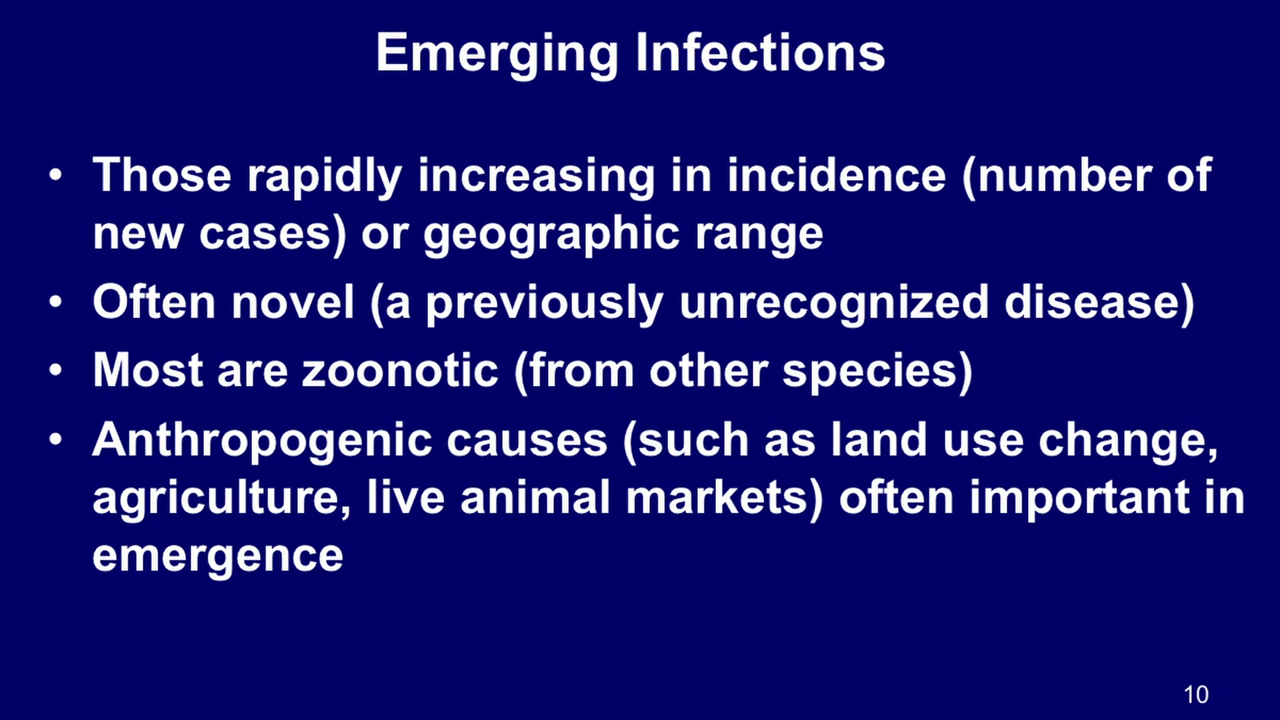 Emerging Infections
• Those rapidly increasing in incidence (number of
new cases) or geographic range
• Often novel (a previously unrecognized disease)
• Most are zoonotic (from other species)
• Anthropogenic causes (such as land use change,
agriculture, live animal markets) often important in
emergence
10